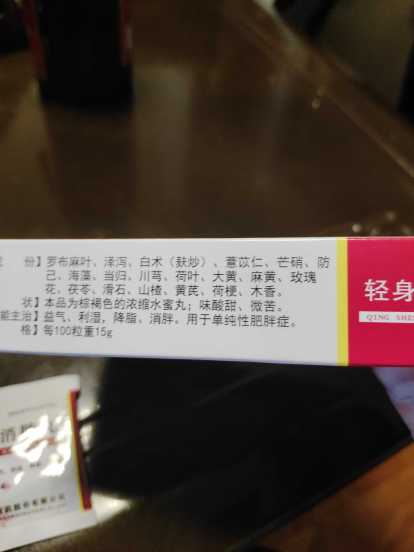 份】罗布麻叶、泽泻、白术（麸炒）、薏苡仁、芒硝、防
己、海藻、当归、川芎、荷叶、大黄、麻黄、玫瑰
花、茯苓、滑石、山楂、黄芪、荷梗、木香。
状】本品为棕褐色的浓缩水蜜丸；味酸甜、微苦。
能主治】益气、利湿，降脂、消胖。用于单纯性肥胖症。
格】每100粒重15g
轻身
QING SHE
消